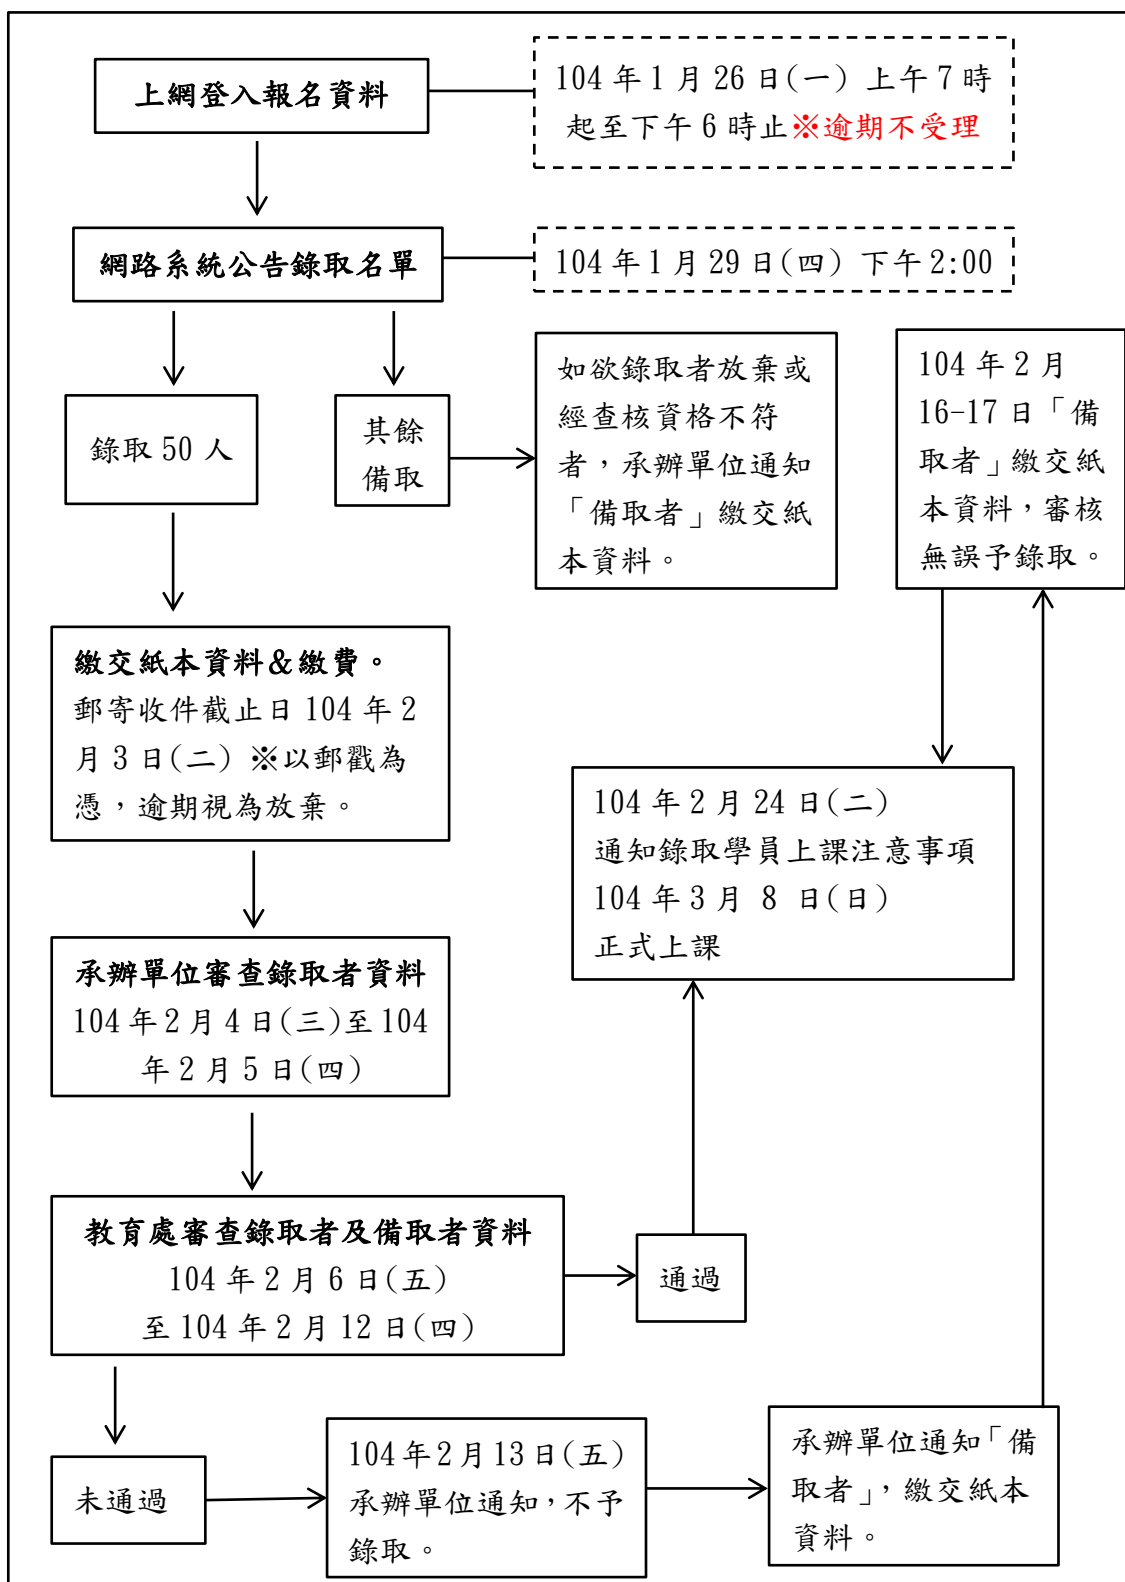 上網登入報名資料
104年1月26日(一) 上午7時
起至下午6時止※逾期不受理
網路系統公告錄取名單
104年1月29日(四) 下午2:00
錄取50人
其餘
備取
如欲錄取者放棄或
經查核資格不符
者，承辦單位通知
「備取者」繳交紙
本資料。
104年2月
16-17日「備
取者」繳交紙
本資料，審核
無誤予錄取。
繳交紙本資料＆繳費。
郵寄收件截止日104年2
月3日(二) ※以郵戳為
憑，逾期視為放棄。
104年2月24日(二)
通知錄取學員上課注意事項
104年3月 8 日(日)
正式上課
承辦單位審查錄取者資料
104年2月4日(三)至104
年2月5日(四)
教育處審查錄取者及備取者資料
104年2月6日(五)
至104年2月12日(四)
通過
未通過
104年2月13日(五)
承辦單位通知，不予
錄取。
承辦單位通知「備
取者」，繳交紙本
資料。